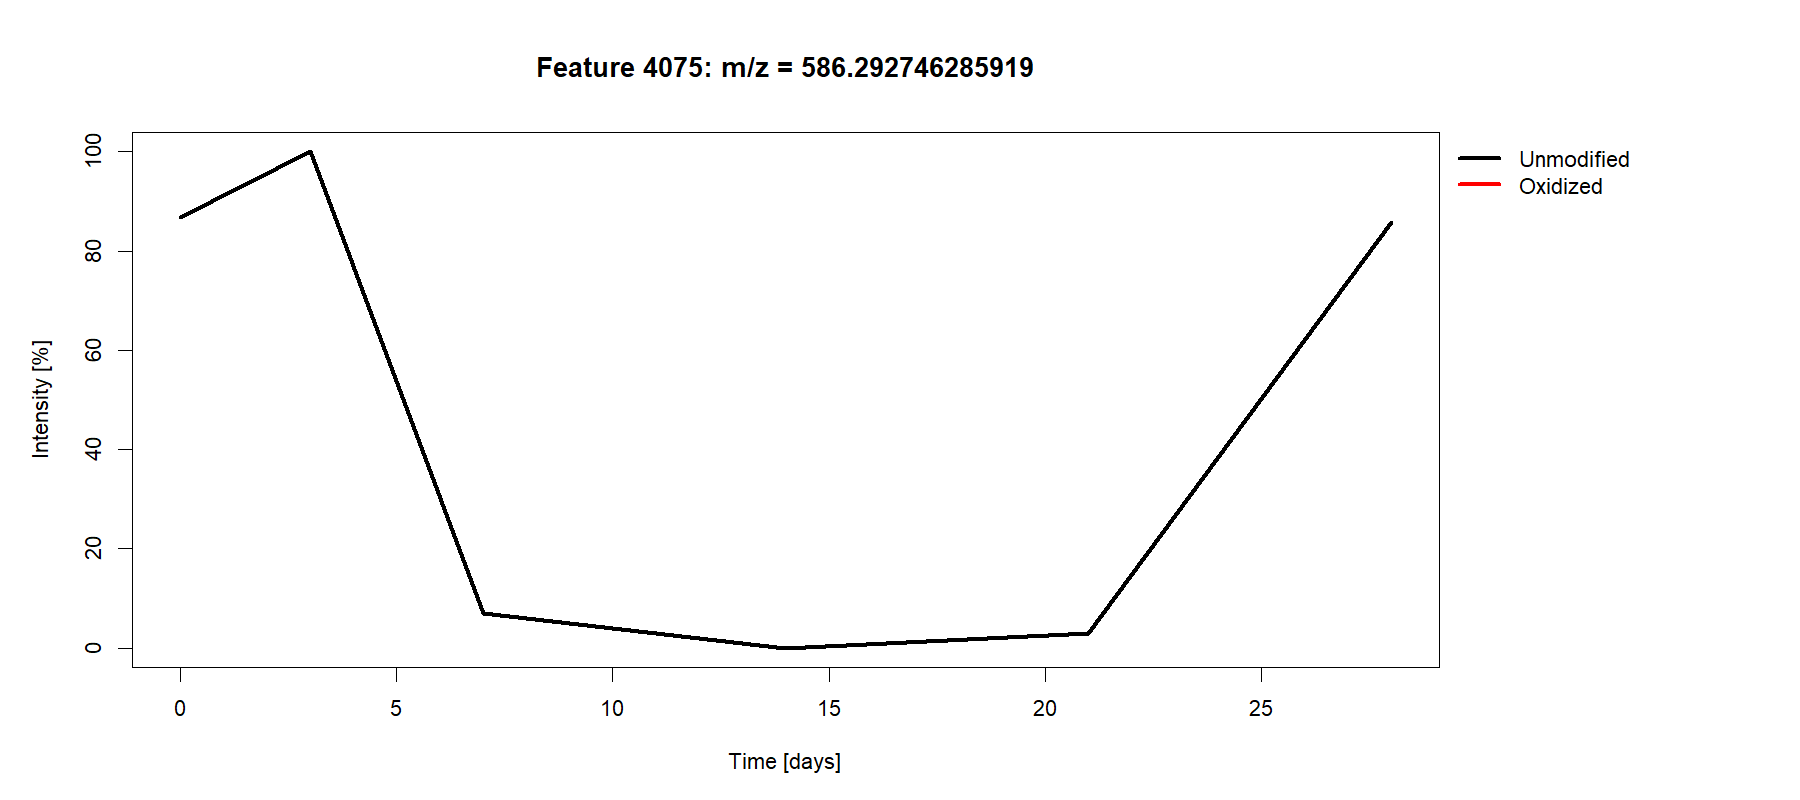 Feature 4075: m/z = 586.292746285919
Unmodified
Oxidized
Intensity [%]
100
80
60
40
20
0
0 5 10 15 20 25
Time [days]